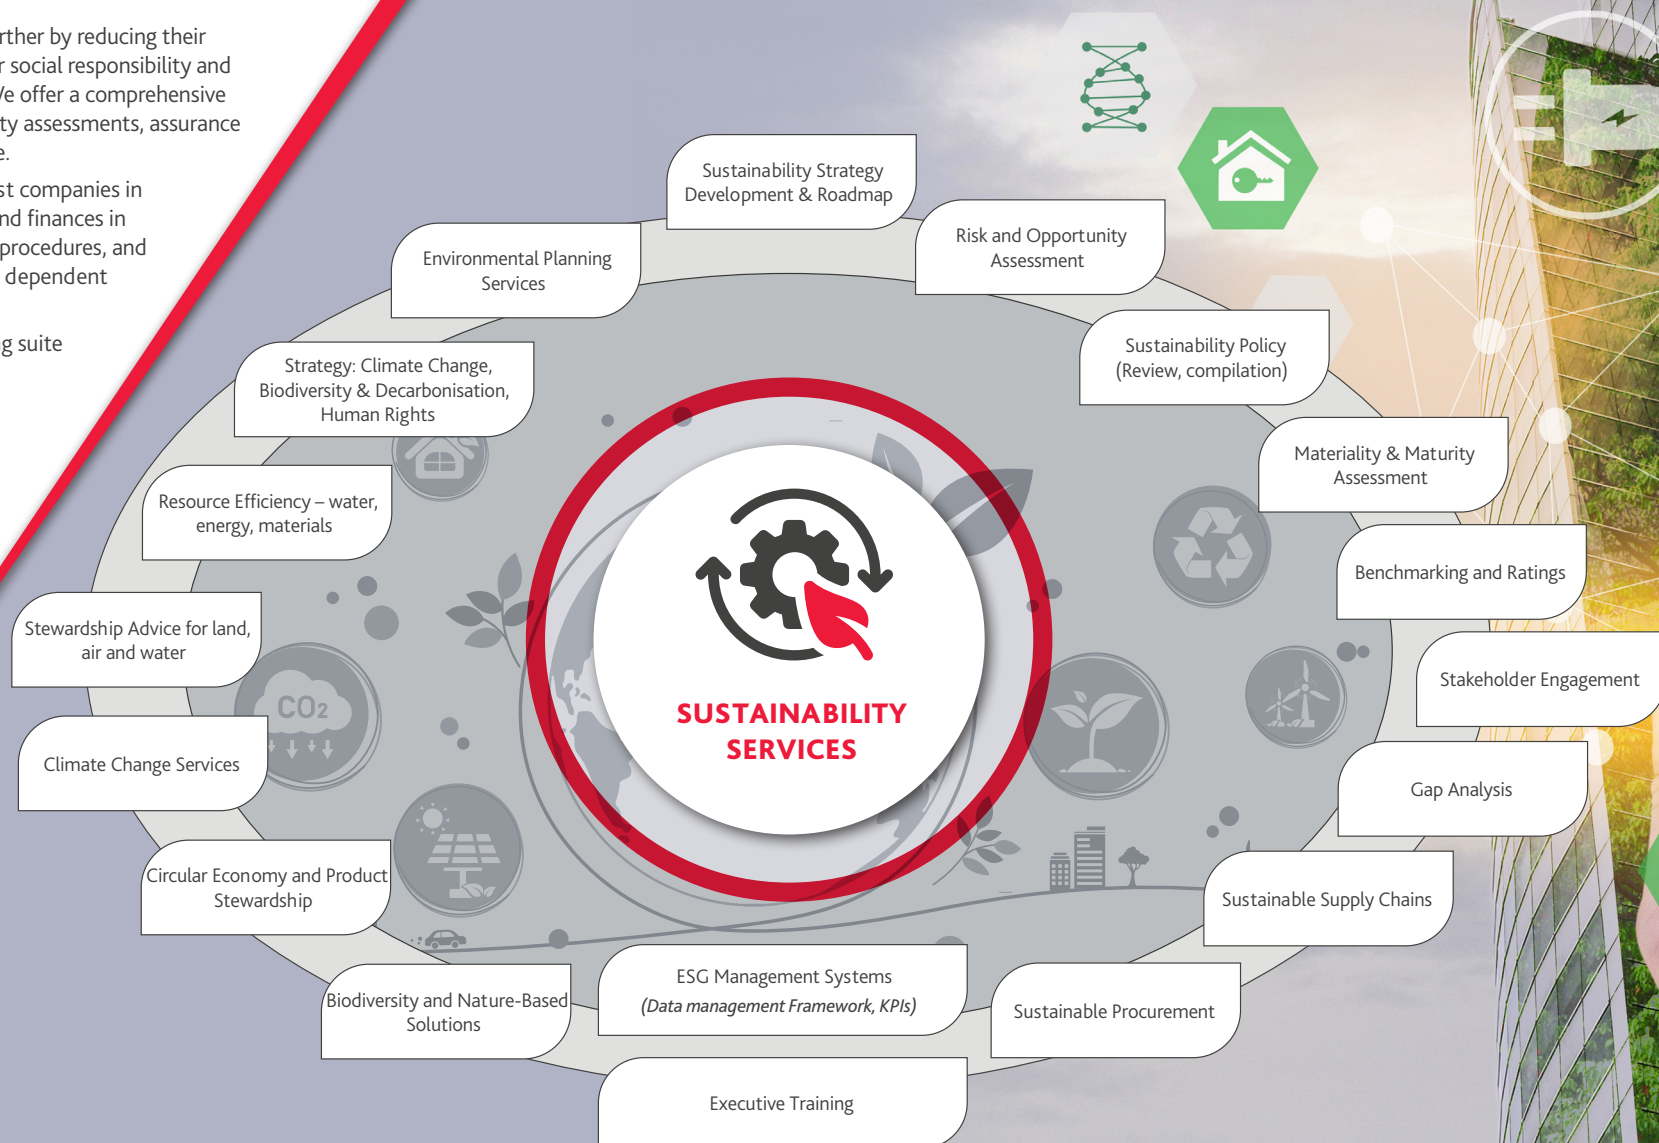 rther by reducing their
r social responsibility and
We offer a comprehensive
ty assessments, assurance
e.
st companies in
nd finances in
procedures, and
dependent
g suite
Sustainability Strategy
Development & Roadmap
Risk and Opportunity
Assessment
Sustainability Policy
(Review, compilation)
Materiality & Maturity
Assessment
Benchmarking and Ratings
Stakeholder Engagement
Gap Analysis
Sustainable Supply Chains
Sustainable Procurement
ESG Management Systems
(Data management Framework, KPIs)
Executive Training
Biodiversity and Nature-Based
Solutions
Circular Economy and Product
Stewardship
Climate Change Services
Stewardship Advice for land,
air and water
Resource Efficiency – water,
energy, materials
Strategy: Climate Change,
Biodiversity & Decarbonisation,
Human Rights
Environmental Planning
Services
CO2
SUSTAINABILITY
SERVICES